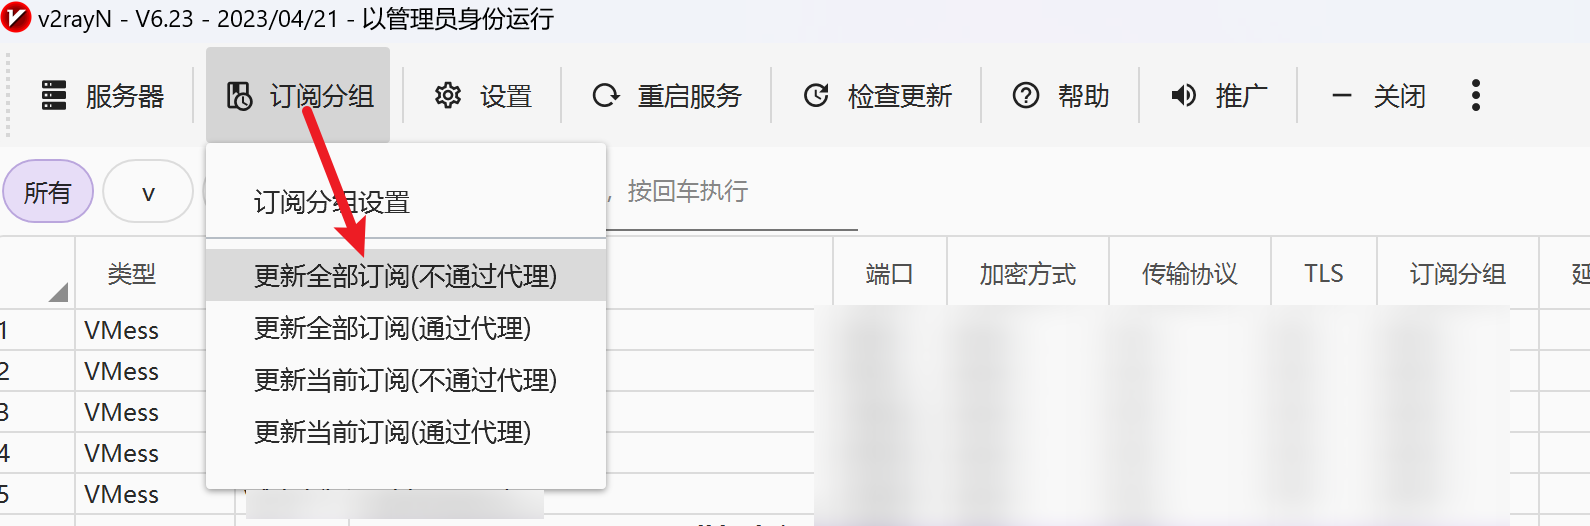 v2rayN - V6.23 - 2023/04/21 - 以管理员身份运行
服务器 订阅分组 设置 重启服务 检查更新 帮助 推广 关闭
所有 v ，按回车执行
订阅分组设置
更新全部订阅(不通过代理)
更新全部订阅(通过代理)
更新当前订阅(不通过代理)
更新当前订阅(通过代理)
类型 端口 加密方式 传输协议 TLS 订阅分组 延
1 VMess
2 VMess
3 VMess
4 VMess
5 VMess